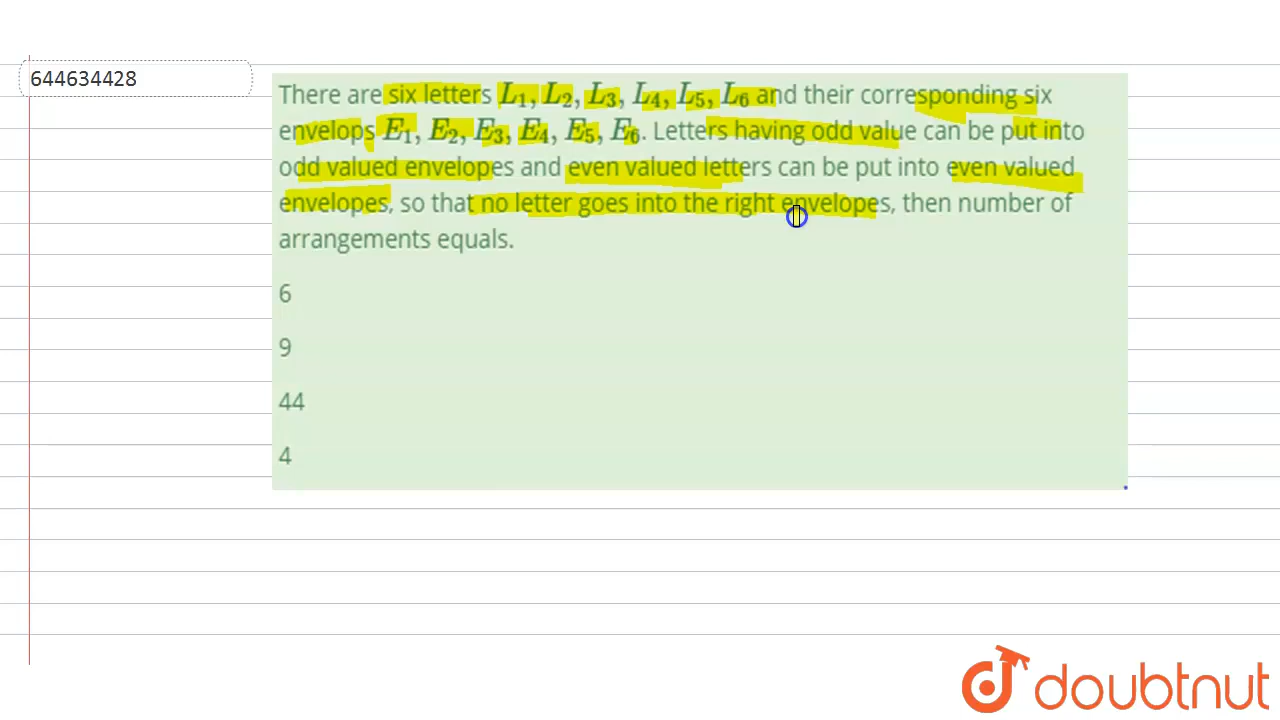 644634428
There are six letters L₁, L₂, L₃, L₄, L₅, L₆ and their corresponding six
envelops E₁, E₂, E₃, E₄, E₅, E₆. Letters having odd value can be put into
odd valued envelopes and even valued letters can be put into even valued
envelopes, so that no letter goes into the right envelopes, then number of
arrangements equals.
6
9
44
4
doubtnut